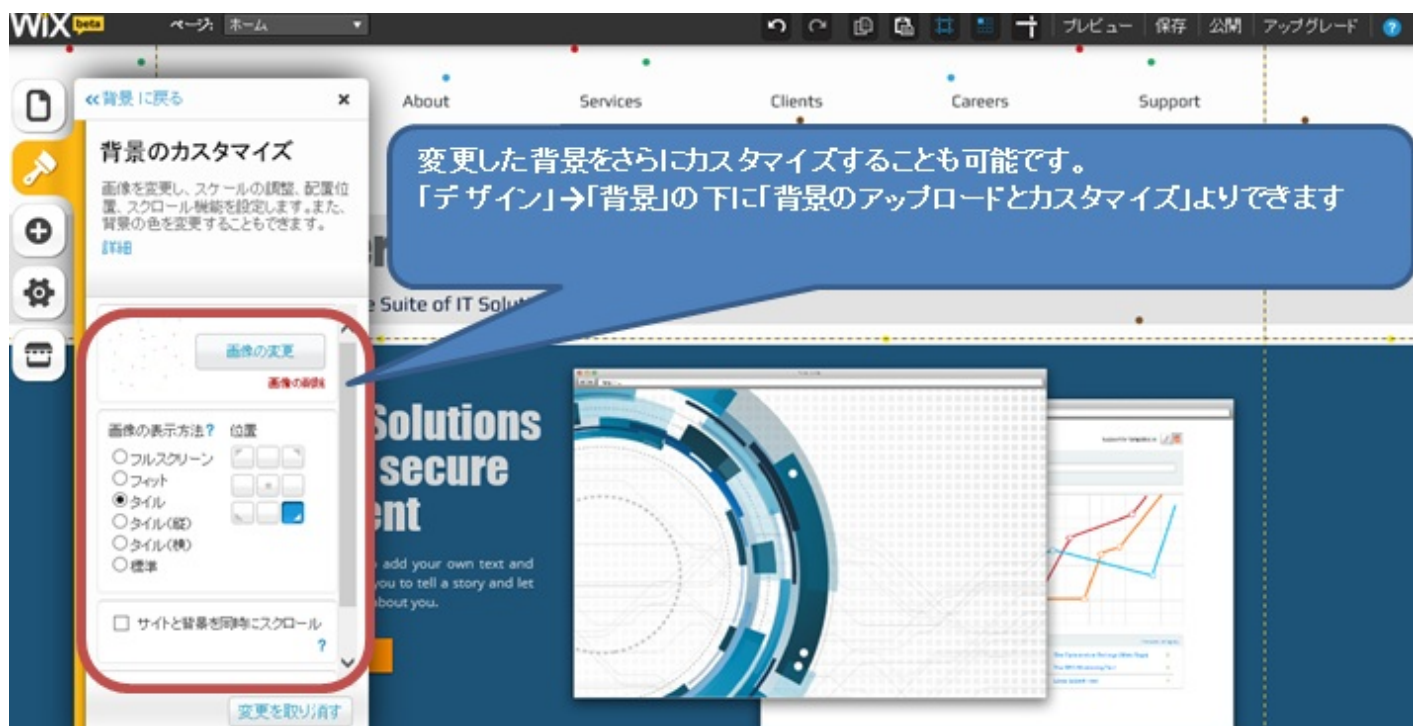 WiX beta
ページ: ホーム
プレビュー 保存 公開 アップグレード ?
≪背景に戻る ×
About Services Clients Careers Support
背景のカスタマイズ
画像を変更し、スケールの調整、配置位
置、スクロール機能を設定します。また、
背景の色を変更することもできます。
詳細
変更した背景をさらにカスタマイズすることも可能です。
「デザイン」→「背景」の下に「背景のアップロードとカスタマイズ」よりできます
Suite of IT
画像の変更
画像の削除
画像の表示方法? 位置
フルスクリーン
フィット
タイル
タイル(縦)
タイル(横)
標準
サイトと背景を同時にスクロール
?
変更を取り消す
Solutions
secure
add your own text and
you to tell a story and let
about you.